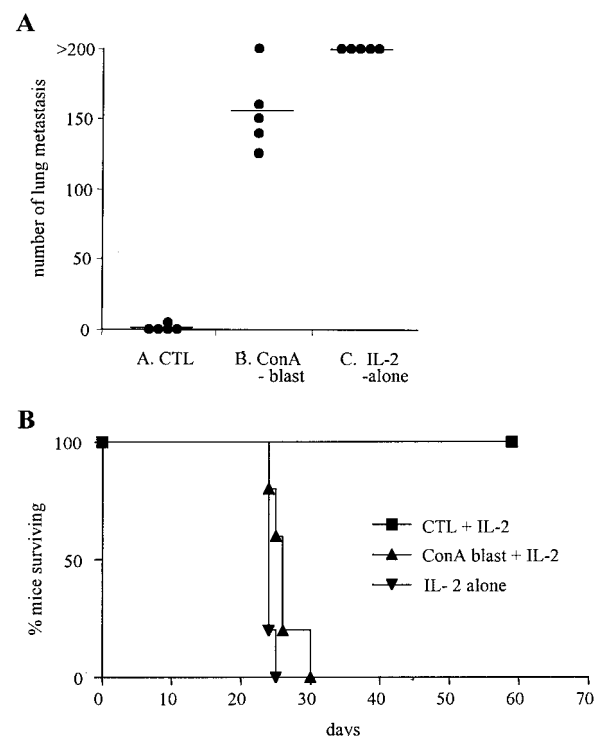 A
number of lung metastasis
>200
150
100
50
0
A. CTL
B. ConA
- blast
C. IL-2
-alone
B
% mice surviving
100
50
0
0 10 20 30 40 50 60 70
days
CTL + IL-2
ConA blast + IL-2
IL- 2 alone